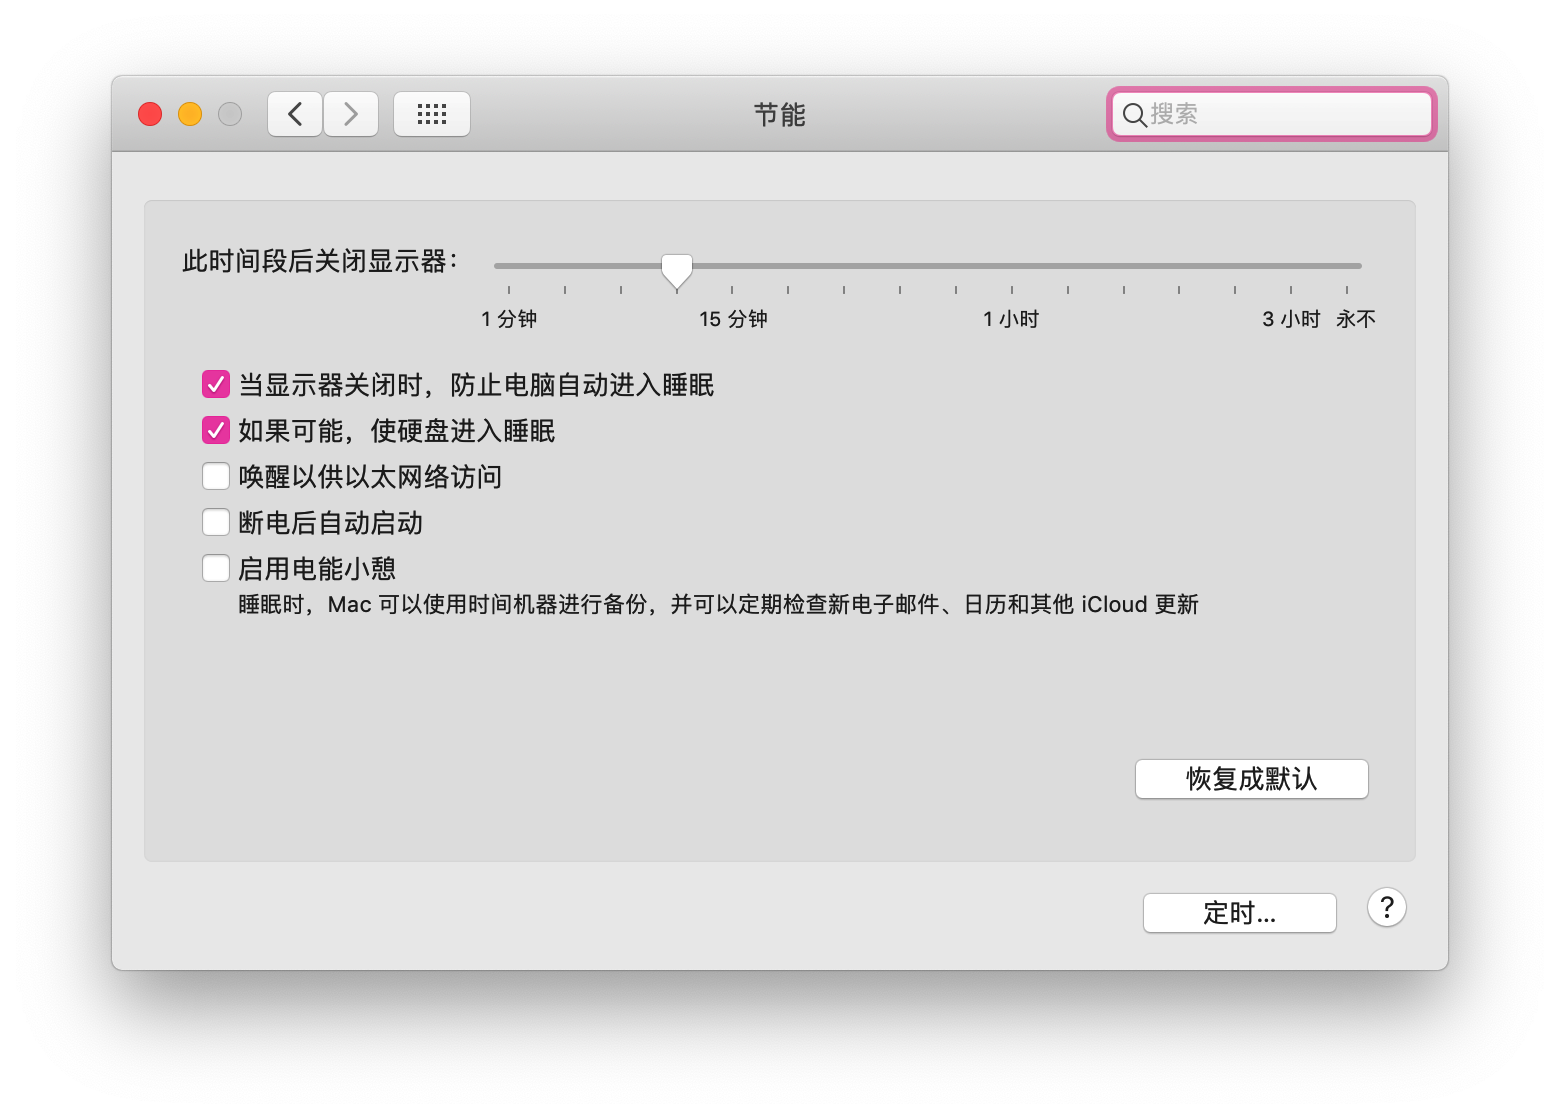 节能
搜索
此时间段后关闭显示器：
1 分钟 15 分钟 1 小时 3 小时 永不
当显示器关闭时，防止电脑自动进入睡眠
如果可能，使硬盘进入睡眠
唤醒以供以太网络访问
断电后自动启动
启用电能小憩
睡眠时，Mac 可以使用时间机器进行备份，并可以定期检查新电子邮件、日历和其他 iCloud 更新
恢复成默认
定时... ?